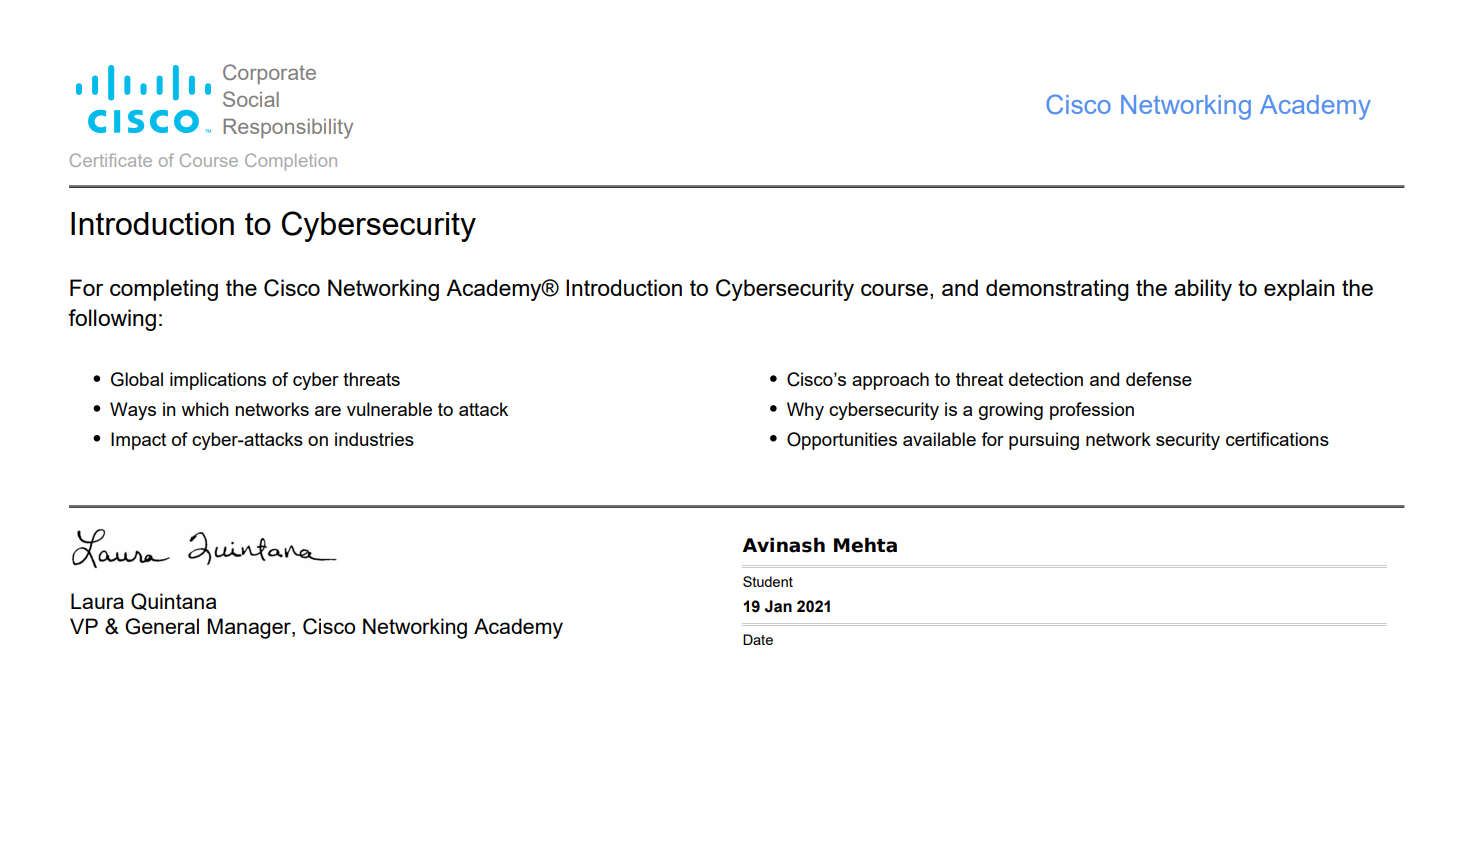 CISCO
Corporate
Social
Responsibility
Cisco Networking Academy
Certificate of Course Completion
Introduction to Cybersecurity
For completing the Cisco Networking Academy® Introduction to Cybersecurity course, and demonstrating the ability to explain the
following:
• Global implications of cyber threats
• Ways in which networks are vulnerable to attack
• Impact of cyber-attacks on industries
• Cisco’s approach to threat detection and defense
• Why cybersecurity is a growing profession
• Opportunities available for pursuing network security certifications
Laura Quintana
Laura Quintana
VP & General Manager, Cisco Networking Academy
Avinash Mehta
Student
19 Jan 2021
Date